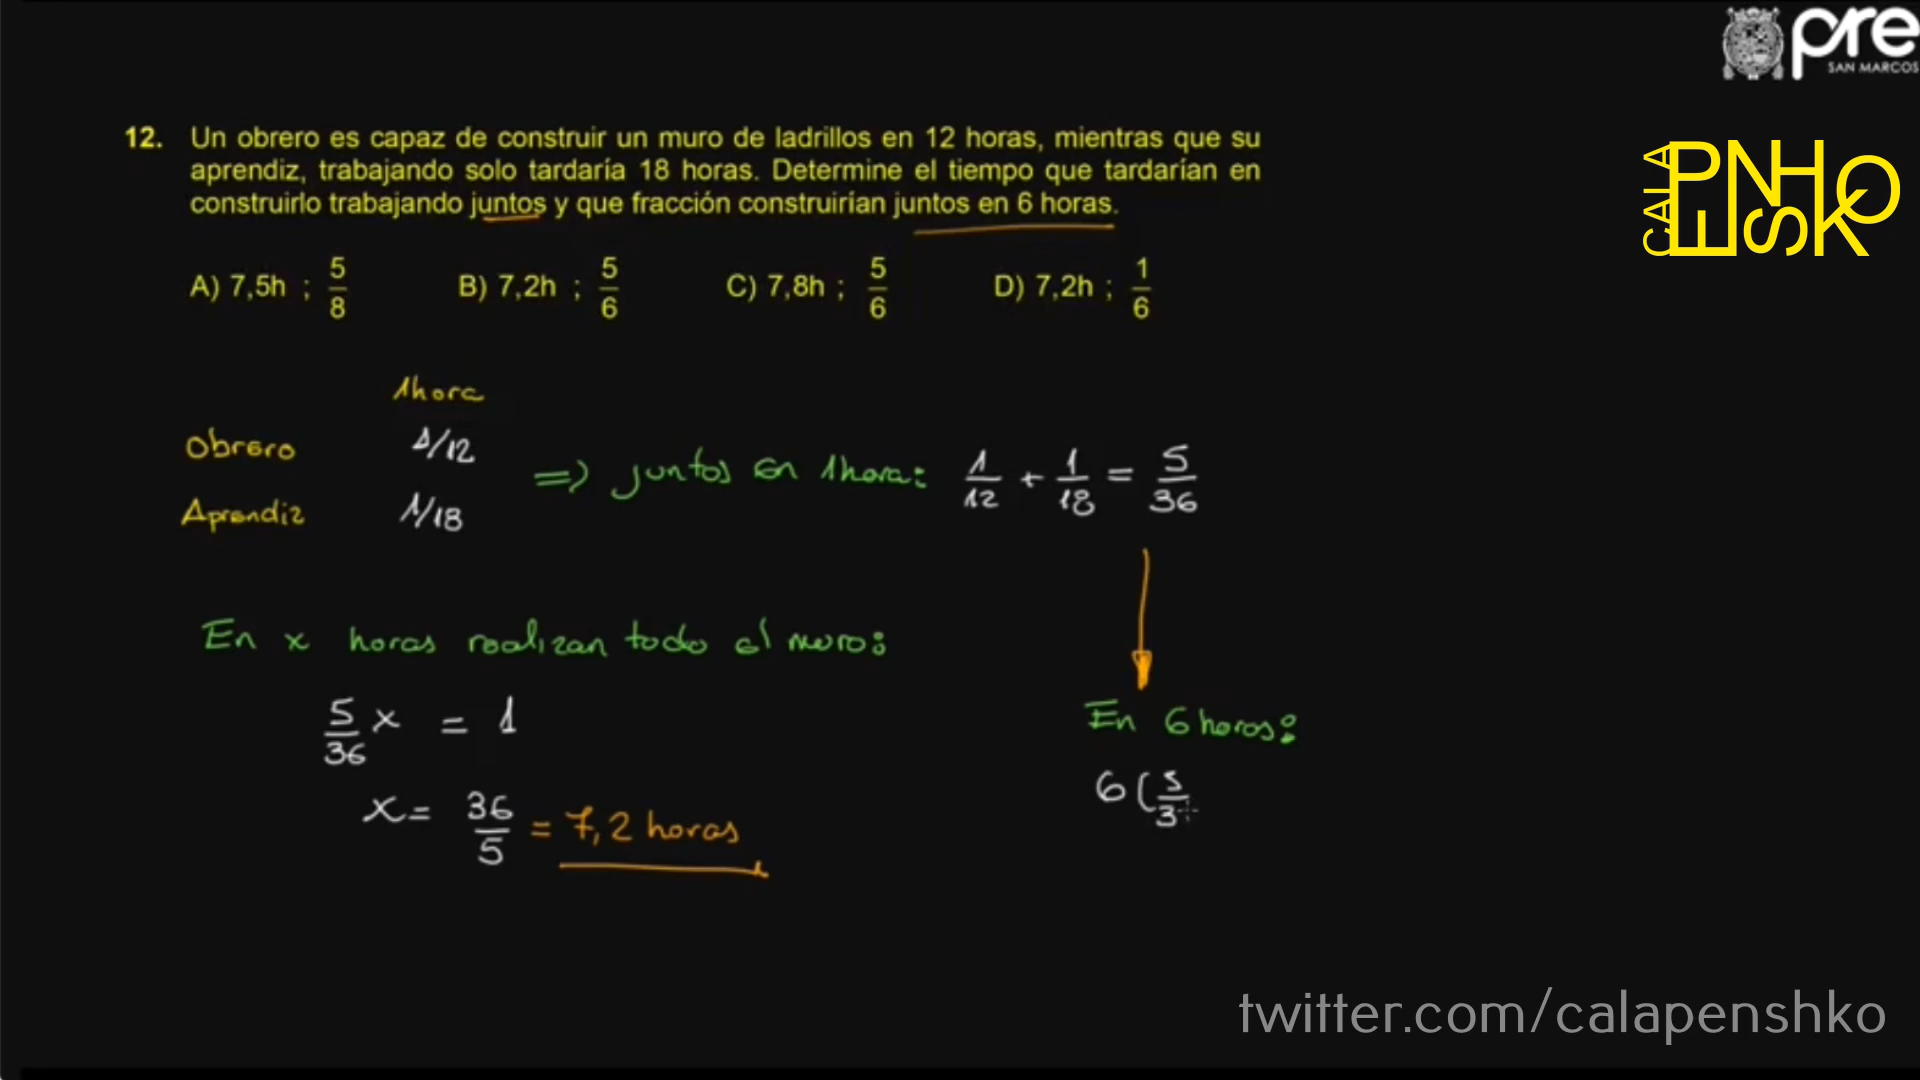 pre
SAN MARCOS
CALA
PENSHKO
12. Un obrero es capaz de construir un muro de ladrillos en 12 horas, mientras que su
aprendiz, trabajando solo tardaría 18 horas. Determine el tiempo que tardarían en
construirlo trabajando juntos y que fracción construirían juntos en 6 horas.
A) 7,5h ; 5/8 B) 7,2h ; 5/6 C) 7,8h ; 5/6 D) 7,2h ; 1/6
1hora
Obrero 1/12
Aprendiz 1/18
=> juntos en 1hora: 1/12 + 1/18 = 5/36
En x horas realizan todo el muro:
5/36 x = 1
x = 36/5 = 7,2 horas
En 6 horas:
6 (5/3
twitter.com/calapenshko